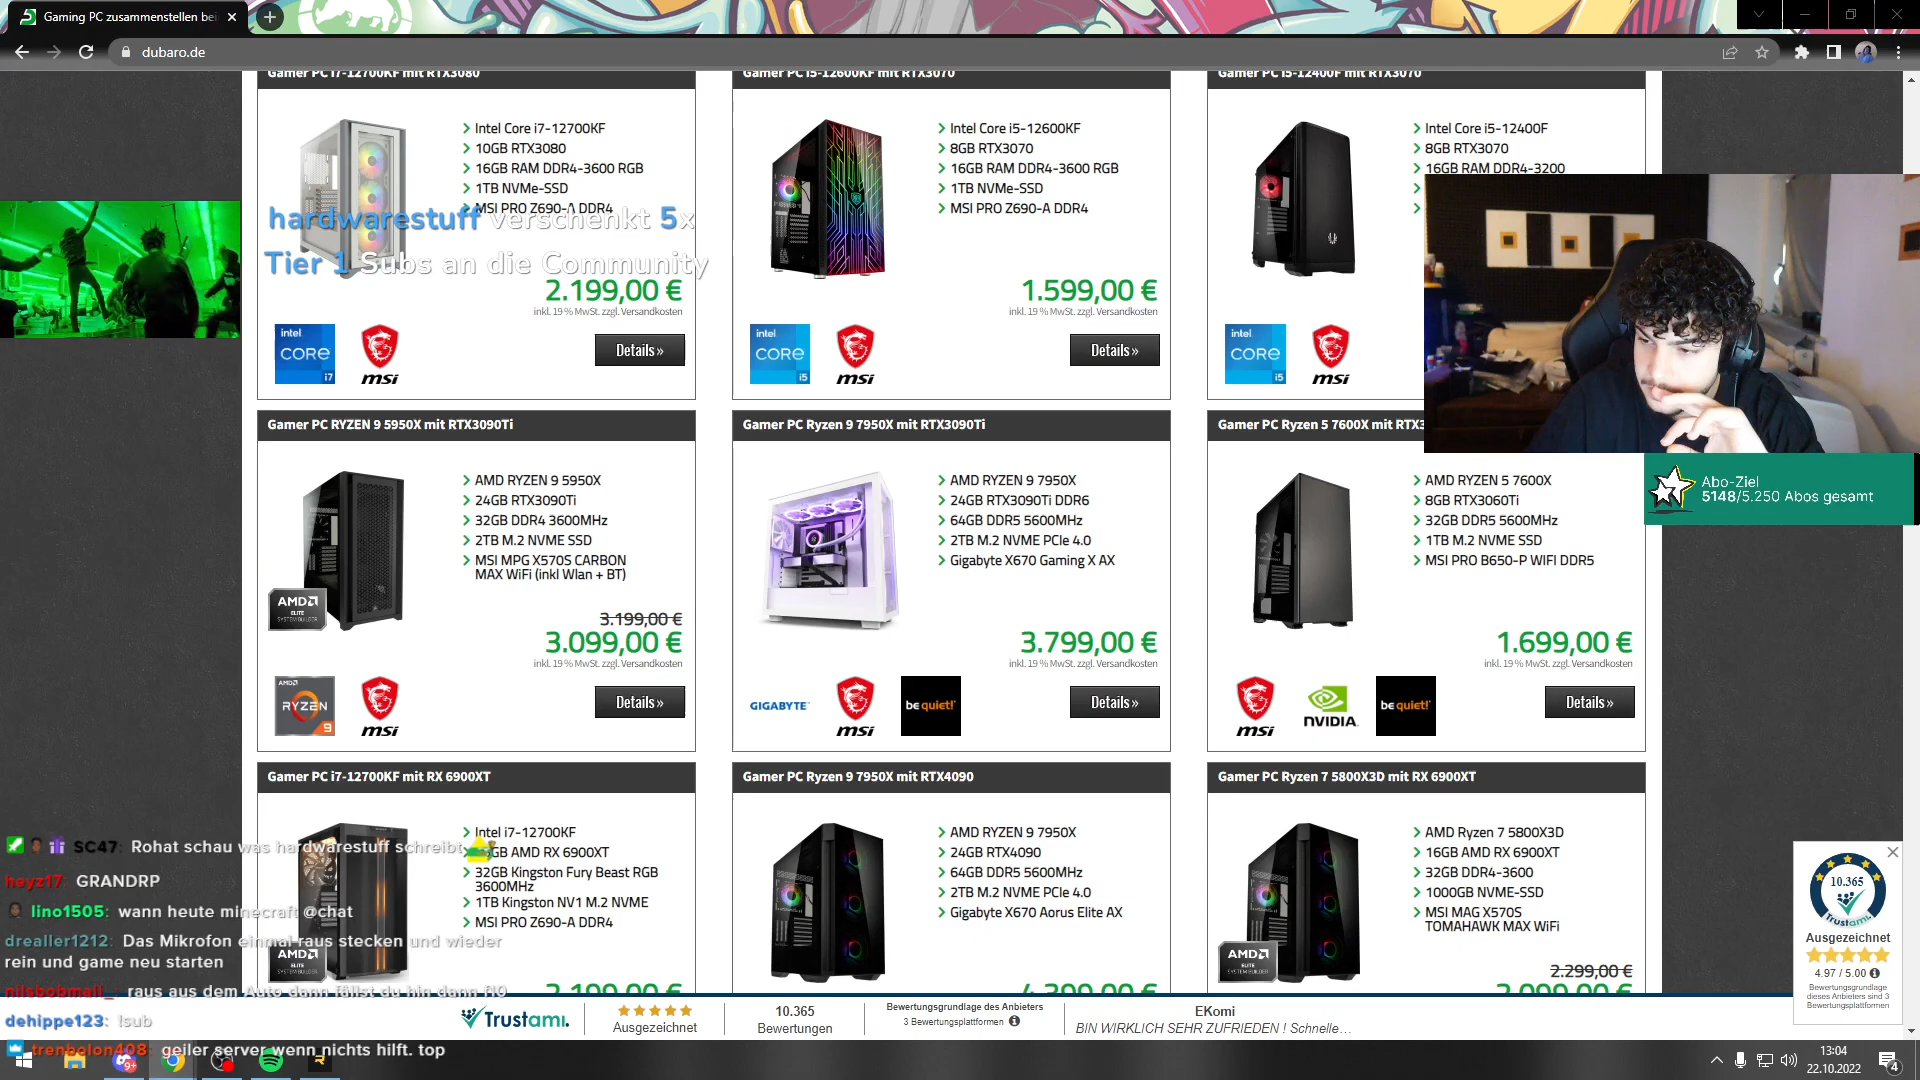 Gaming PC zusammenstellen bei
dubaro.de
Gamer PC i7-12700KF mit RTX3080
Intel Core i7-12700KF
10GB RTX3080
16GB RAM DDR4-3600 RGB
1TB NVMe-SSD
MSI PRO Z690-A DDR4
hardwarestuff verschenkt 5x
Tier 1 Subs an die Community
2.199,00 €
inkl. 19 % MwSt. zzgl. Versandkosten
intel
CORE
i7
msi
Details »
Gamer PC i5-12600KF mit RTX3070
Intel Core i5-12600KF
8GB RTX3070
16GB RAM DDR4-3600 RGB
1TB NVMe-SSD
MSI PRO Z690-A DDR4
1.599,00 €
inkl. 19 % MwSt. zzgl. Versandkosten
intel
CORE
i5
msi
Details »
Gamer PC i5-12400F mit RTX3070
Intel Core i5-12400F
8GB RTX3070
16GB RAM DDR4-3200
intel
CORE
i5
msi
Abo-Ziel
5148/5.250 Abos gesamt
Gamer PC RYZEN 9 5950X mit RTX3090Ti
AMD RYZEN 9 5950X
24GB RTX3090Ti
32GB DDR4 3600MHz
2TB M.2 NVME SSD
MSI MPG X570S CARBON
MAX WiFi (inkl Wlan + BT)
AMD
ELITE
SYSTEM BUILDER
3.199,00 €
3.099,00 €
inkl. 19 % MwSt. zzgl. Versandkosten
AMD
RYZEN
9
msi
Details »
Gamer PC Ryzen 9 7950X mit RTX3090Ti
AMD RYZEN 9 7950X
24GB RTX3090Ti DDR6
64GB DDR5 5600MHz
2TB M.2 NVME PCIe 4.0
Gigabyte X670 Gaming X AX
3.799,00 €
inkl. 19 % MwSt. zzgl. Versandkosten
GIGABYTE
msi
be quiet!
Details »
Gamer PC Ryzen 5 7600X mit RTX3
AMD RYZEN 5 7600X
8GB RTX3060Ti
32GB DDR5 5600MHz
1TB M.2 NVME SSD
MSI PRO B650-P WIFI DDR5
1.699,00 €
inkl. 19 % MwSt. zzgl. Versandkosten
msi
NVIDIA
be quiet!
Details »
Gamer PC i7-12700KF mit RX 6900XT
Intel i7-12700KF
GB AMD RX 6900XT
32GB Kingston Fury Beast RGB
3600MHz
1TB Kingston NV1 M.2 NVME
MSI PRO Z690-A DDR4
AMD
ELITE
SYSTEM BUILDER
2.199,00 €
Gamer PC Ryzen 9 7950X mit RTX4090
AMD RYZEN 9 7950X
24GB RTX4090
64GB DDR5 5600MHz
2TB M.2 NVME PCIe 4.0
Gigabyte X670 Aorus Elite AX
4.399,00 €
Gamer PC Ryzen 7 5800X3D mit RX 6900XT
AMD Ryzen 7 5800X3D
16GB AMD RX 6900XT
32GB DDR4-3600
1000GB NVME-SSD
MSI MAG X570S
TOMAHAWK MAX WiFi
AMD
ELITE
SYSTEM BUILDER
2.299,00 €
2.099,00 €
SC47: Rohat schau was hardwarestuff schreibt
heyz17: GRANDRP
lino1505: wann heute minecraft @chat
drealler1212: Das Mikrofon einmal raus stecken und wieder
rein und game neu starten
nilsbobmali_: raus aus dem Auto dann fällst du hin dann f10
dehippe123: !sub
trenbolon408: geiler server wenn nichts hilft. top
10.365
Trustami.
Ausgezeichnet
4.97 / 5.00
Bewertungsgrundlage
dieses Anbieters sind 3
Bewertungsplattformen
Trustami.
Ausgezeichnet
10.365
Bewertungen
Bewertungsgrundlage des Anbieters
3 Bewertungsplattformen
EKomi
BIN WIRKLICH SEHR ZUFRIEDEN ! Schnelle...
9+
R
13:04
22.10.2022
4